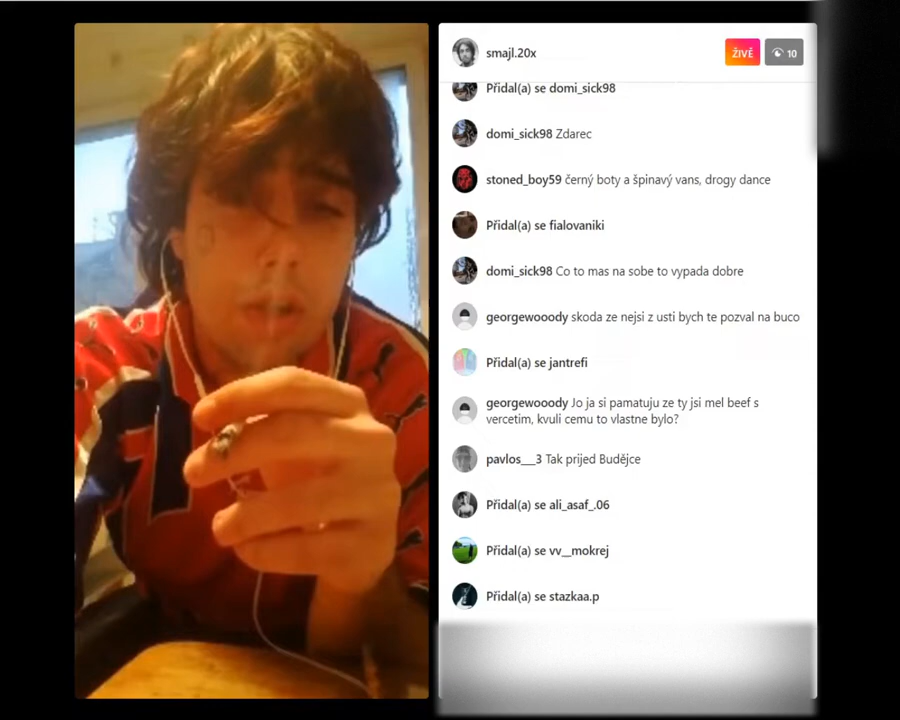 smajl.20x
ŽIVĚ
10
Přidal(a) se domi_sick98
domi_sick98 Zdarec
stoned_boy59 černý boty a špinavý vans, drogy dance
Přidal(a) se fialovaniki
domi_sick98 Co to mas na sobe to vypada dobre
georgewooody skoda ze nejsi z usti bych te pozval na buco
Přidal(a) se jantrefi
georgewooody Jo ja si pamatuju ze ty jsi mel beef s
vercetim, kvuli cemu to vlastne bylo?
pavlos___3 Tak prijed Budějce
Přidal(a) se ali_asaf_.06
Přidal(a) se vv__mokrej
Přidal(a) se stazkaa.p